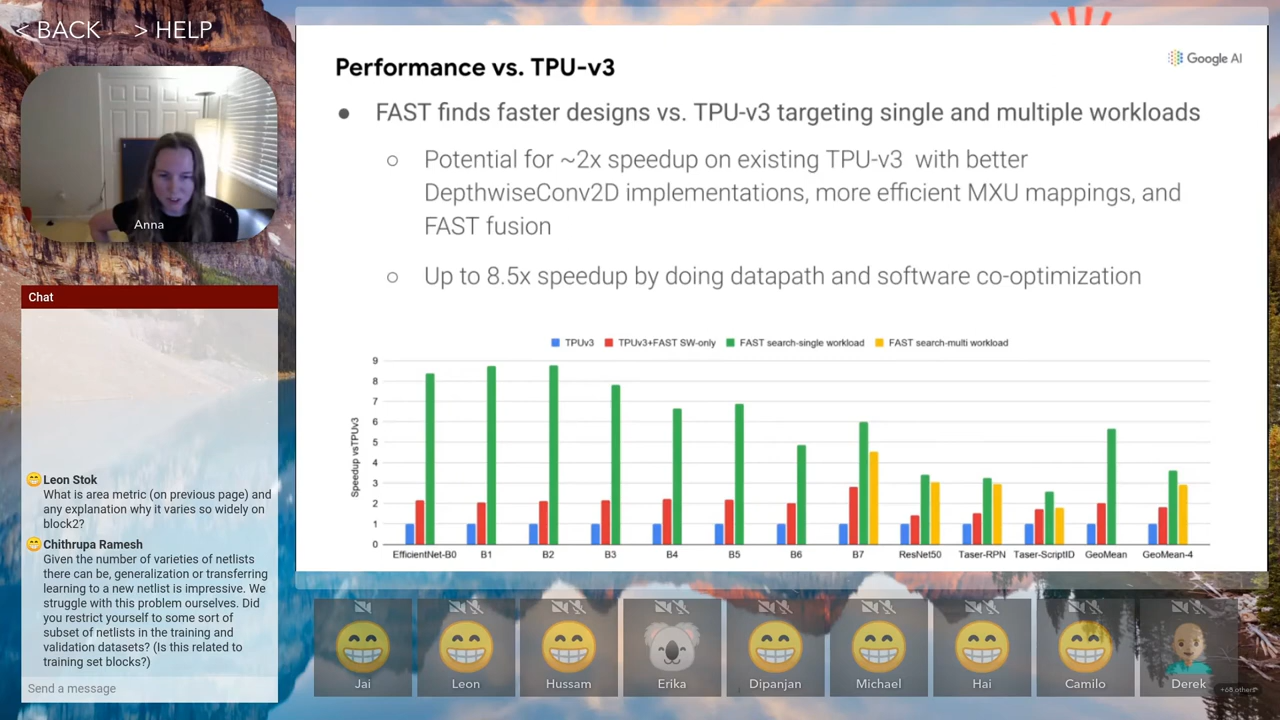 < BACK > HELP
Anna
Chat
Leon Stok
What is area metric (on previous page) and
any explanation why it varies so widely on
block2?
Chithrupa Ramesh
Given the number of varieties of netlists
there can be, generalization or transferring
learning to a new netlist is impressive. We
struggle with this problem ourselves. Did
you restrict yourself to some sort of
subset of netlists in the training and
validation datasets? (Is this related to
training set blocks?)
Send a message
Performance vs. TPU-v3
Google AI
● FAST finds faster designs vs. TPU-v3 targeting single and multiple workloads
○ Potential for ~2x speedup on existing TPU-v3 with better
DepthwiseConv2D implementations, more efficient MXU mappings, and
FAST fusion
○ Up to 8.5x speedup by doing datapath and software co-optimization
TPUv3 TPUv3+FAST SW-only FAST search-single workload FAST search-multi workload
Speedup vsTPUv3
9
8
7
6
5
4
3
2
1
0
EfficientNet-B0 B1 B2 B3 B4 B5 B6 B7 ResNet50 Taser-RPN Taser-ScriptID GeoMean GeoMean-4
Jai Leon Hussam Erika Dipanjan Michael Hai Camilo Derek
+68 others